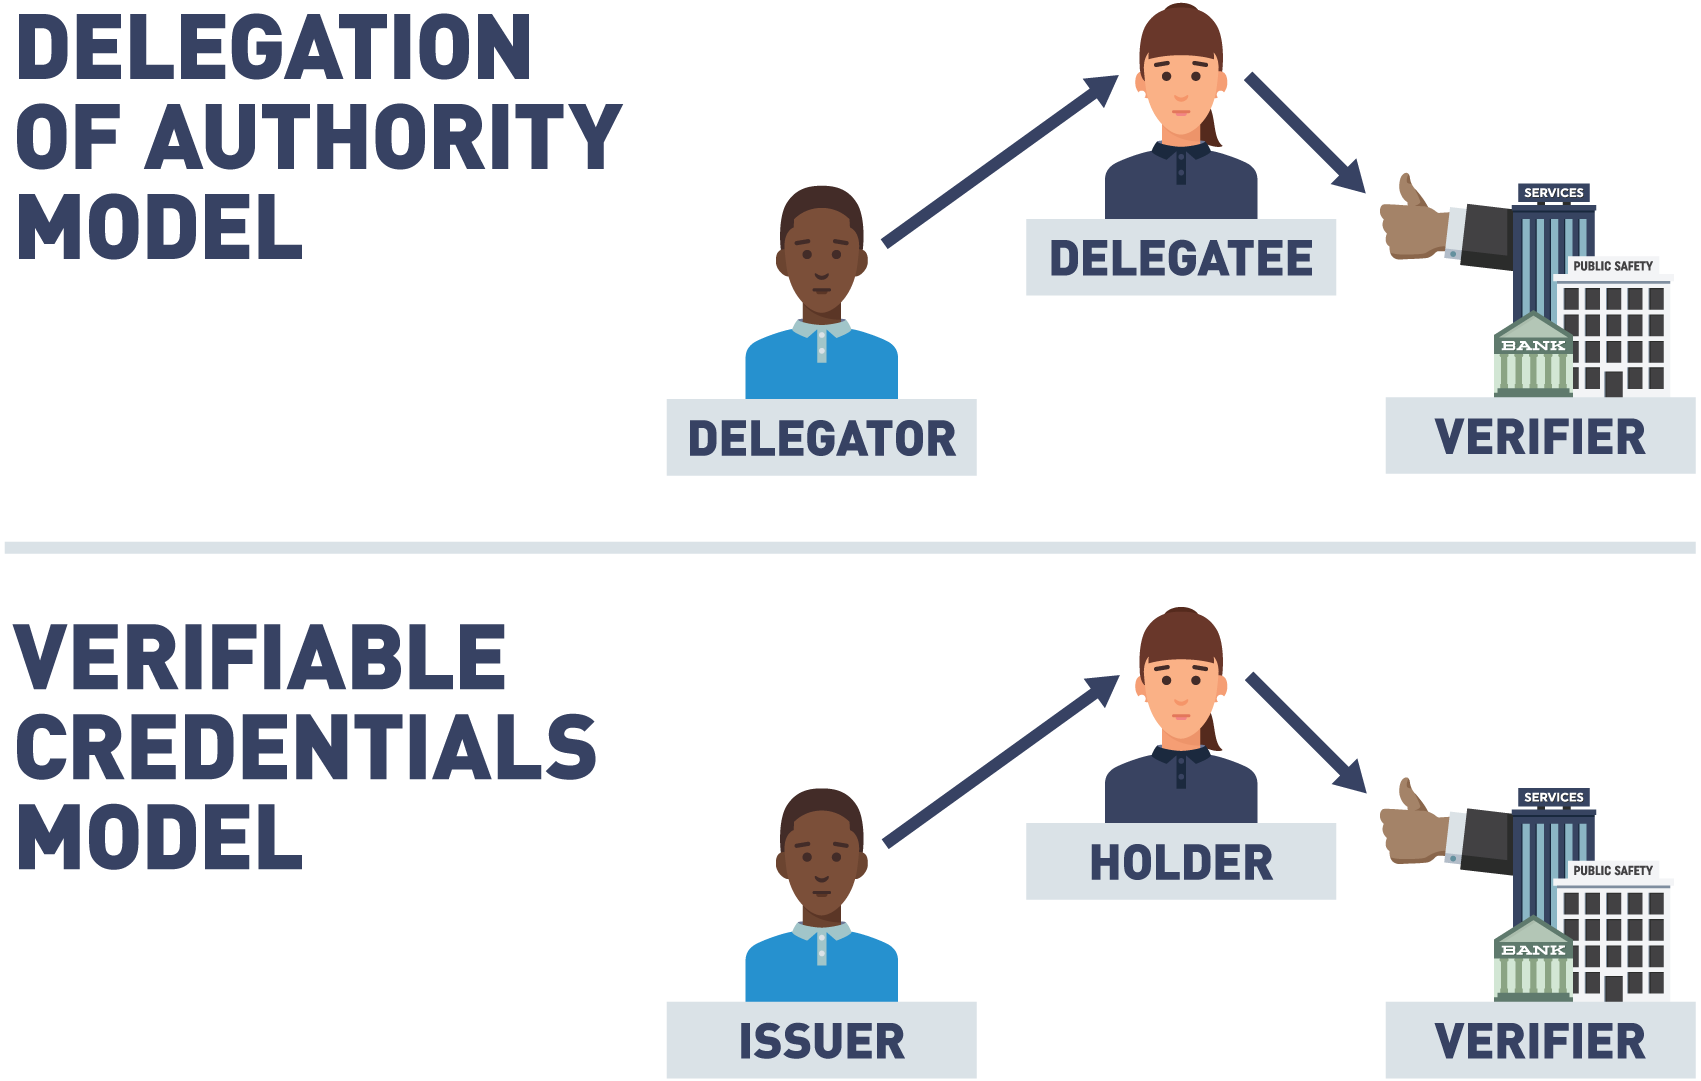 DELEGATION
OF AUTHORITY
MODEL
DELEGATOR
DELEGATEE
SERVICES
PUBLIC SAFETY
BANK
VERIFIER
VERIFIABLE
CREDENTIALS
MODEL
ISSUER
HOLDER
SERVICES
PUBLIC SAFETY
BANK
VERIFIER